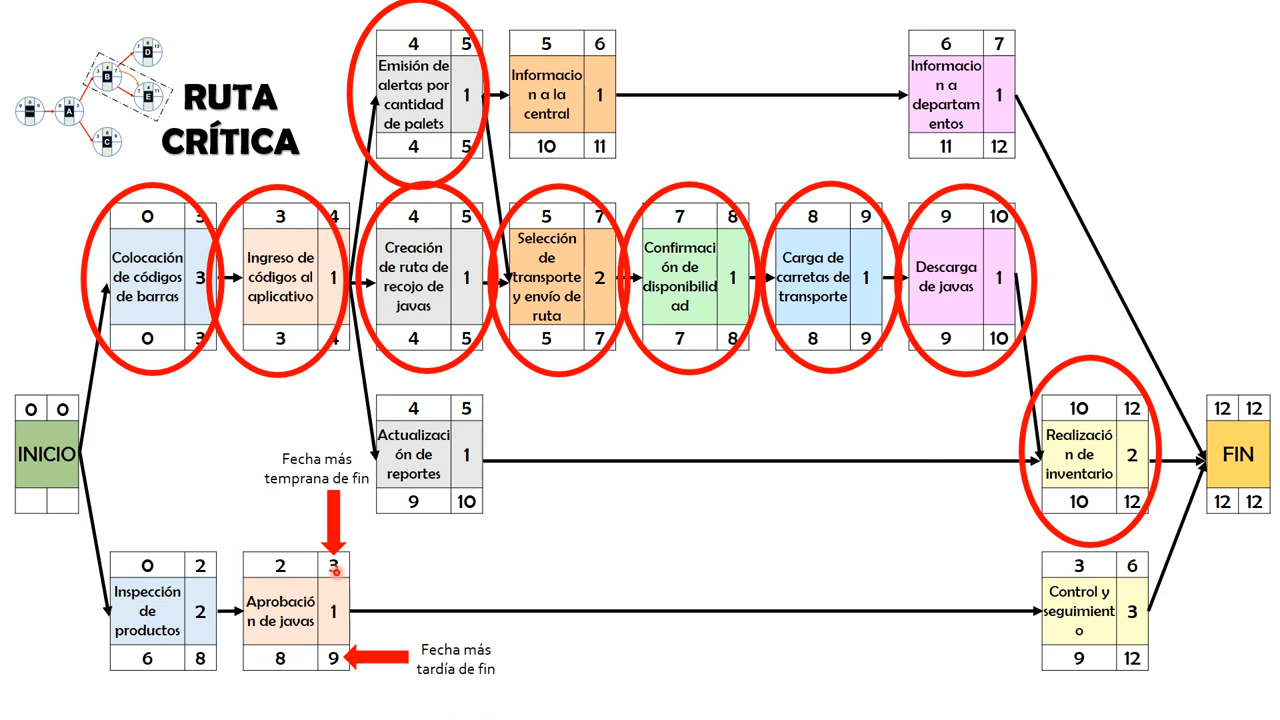 RUTA
CRÍTICA
D
B
E
A
C
4 5
Emisión de
alertas por
cantidad
de palets
1
4 5
5 6
Informacio
n a la
central
1
10 11
6 7
Informacio
n a
departam
entos
1
11 12
0 3
Colocación
de códigos
de barras
3
0 3
3 4
Ingreso de
códigos al
aplicativo
1
3 4
4 5
Creación
de ruta de
recojo de
javas
1
4 5
5 7
Selección
de
transporte
y envío de
ruta
2
5 7
7 8
Confirmaci
ón de
disponibilid
ad
1
7 8
8 9
Carga de
carretas de
transporte
1
8 9
9 10
Descarga
de javas
1
9 10
0 0
INICIO
4 5
Actualizaci
ón de
reportes
1
9 10
10 12
Realizació
n de
inventario
2
10 12
12 12
FIN
12 12
Fecha más
temprana de fin
0 2
Inspección
de
productos
2
6 8
2 3
Aprobació
n de javas
1
8 9
Fecha más
tardía de fin
3 6
Control y
seguimient
o
3
9 12